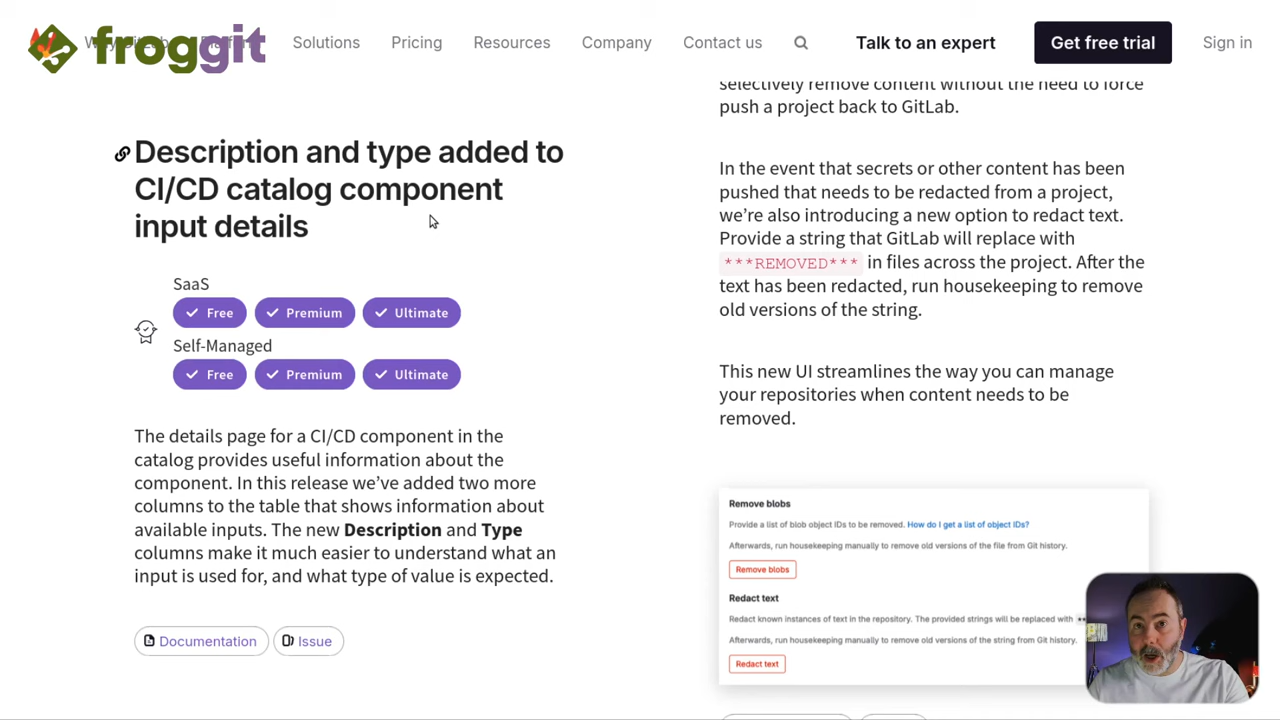 froggit
Solutions
Pricing
Resources
Company
Contact us
Talk to an expert
Get free trial
Sign in
Description and type added to
CI/CD catalog component
input details
SaaS
Free Premium Ultimate
Self-Managed
Free Premium Ultimate
The details page for a CI/CD component in the
catalog provides useful information about the
component. In this release we’ve added two more
columns to the table that shows information about
available inputs. The new Description and Type
columns make it much easier to understand what an
input is used for, and what type of value is expected.
Documentation Issue
selectively remove content without the need to force
push a project back to GitLab.
In the event that secrets or other content has been
pushed that needs to be redacted from a project,
we’re also introducing a new option to redact text.
Provide a string that GitLab will replace with
***REMOVED*** in files across the project. After the
text has been redacted, run housekeeping to remove
old versions of the string.
This new UI streamlines the way you can manage
your repositories when content needs to be
removed.
Remove blobs
Provide a list of blob object IDs to be removed. How do I get a list of object IDs?
Afterwards, run housekeeping manually to remove old versions of the file from Git history.
Remove blobs
Redact text
Redact known instances of text in the repository. The provided strings will be replaced with **
Afterwards, run housekeeping manually to remove old versions of the string from Git history.
Redact text